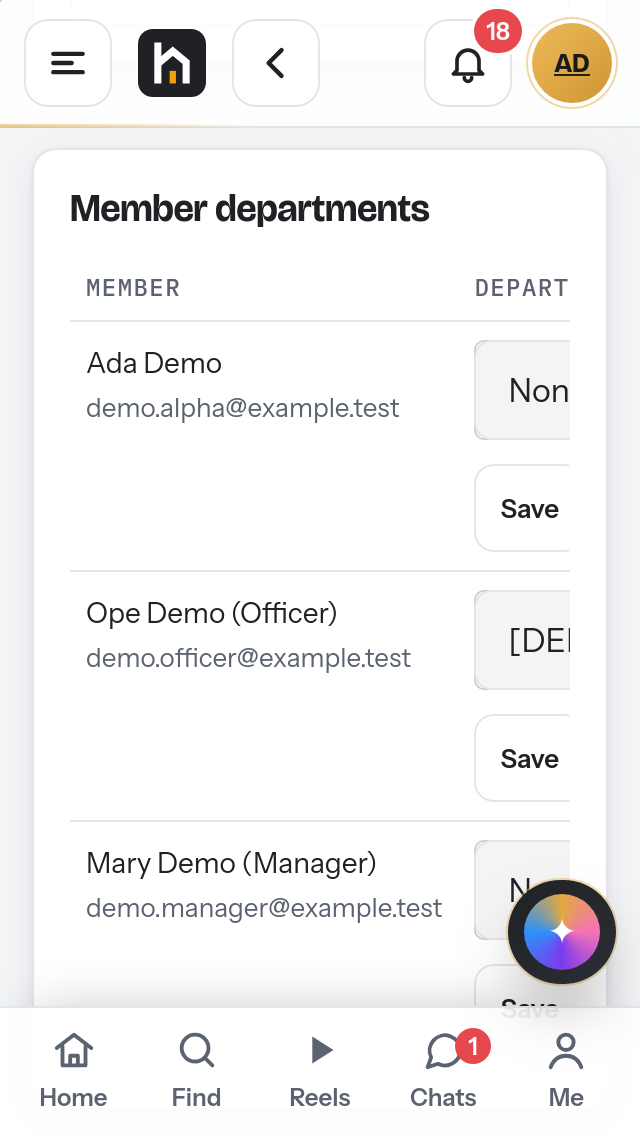 18
AD
Member departments
MEMBER DEPART
Ada Demo
demo.alpha@example.test
Non
Save
Ope Demo (Officer)
demo.officer@example.test
[DE
Save
Mary Demo (Manager)
demo.manager@example.test
N
Save
1
Home Find Reels Chats Me